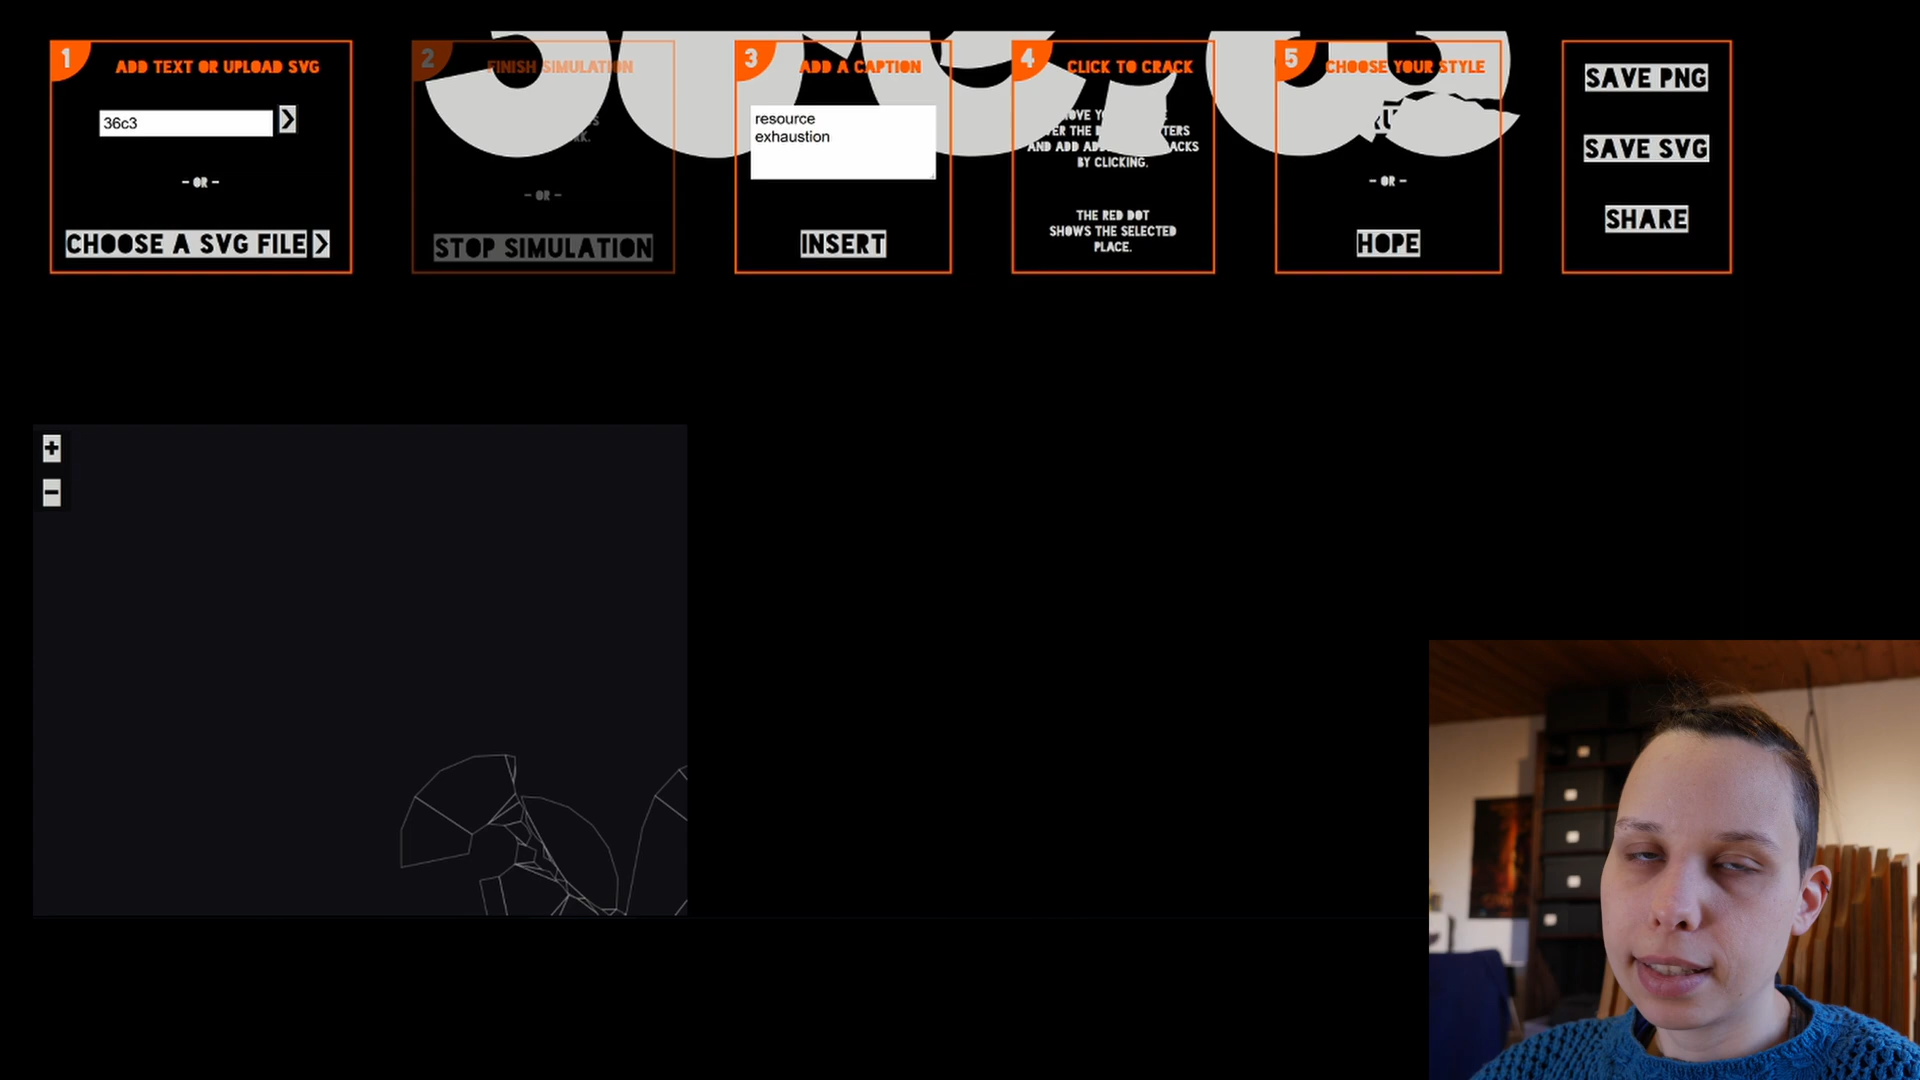 1
ADD TEXT OR UPLOAD SVG
36c3
- OR -
CHOOSE A SVG FILE
2
FINISH SIMULATION
- OR -
STOP SIMULATION
3
ADD A CAPTION
resource
exhaustion
INSERT
4
CLICK TO CRACK
AND ADD
BY CLICKING.
THE RED DOT
SHOWS THE SELECTED
PLACE.
5
CHOOSE YOUR STYLE
- OR -
HOPE
SAVE PNG
SAVE SVG
SHARE
+
-